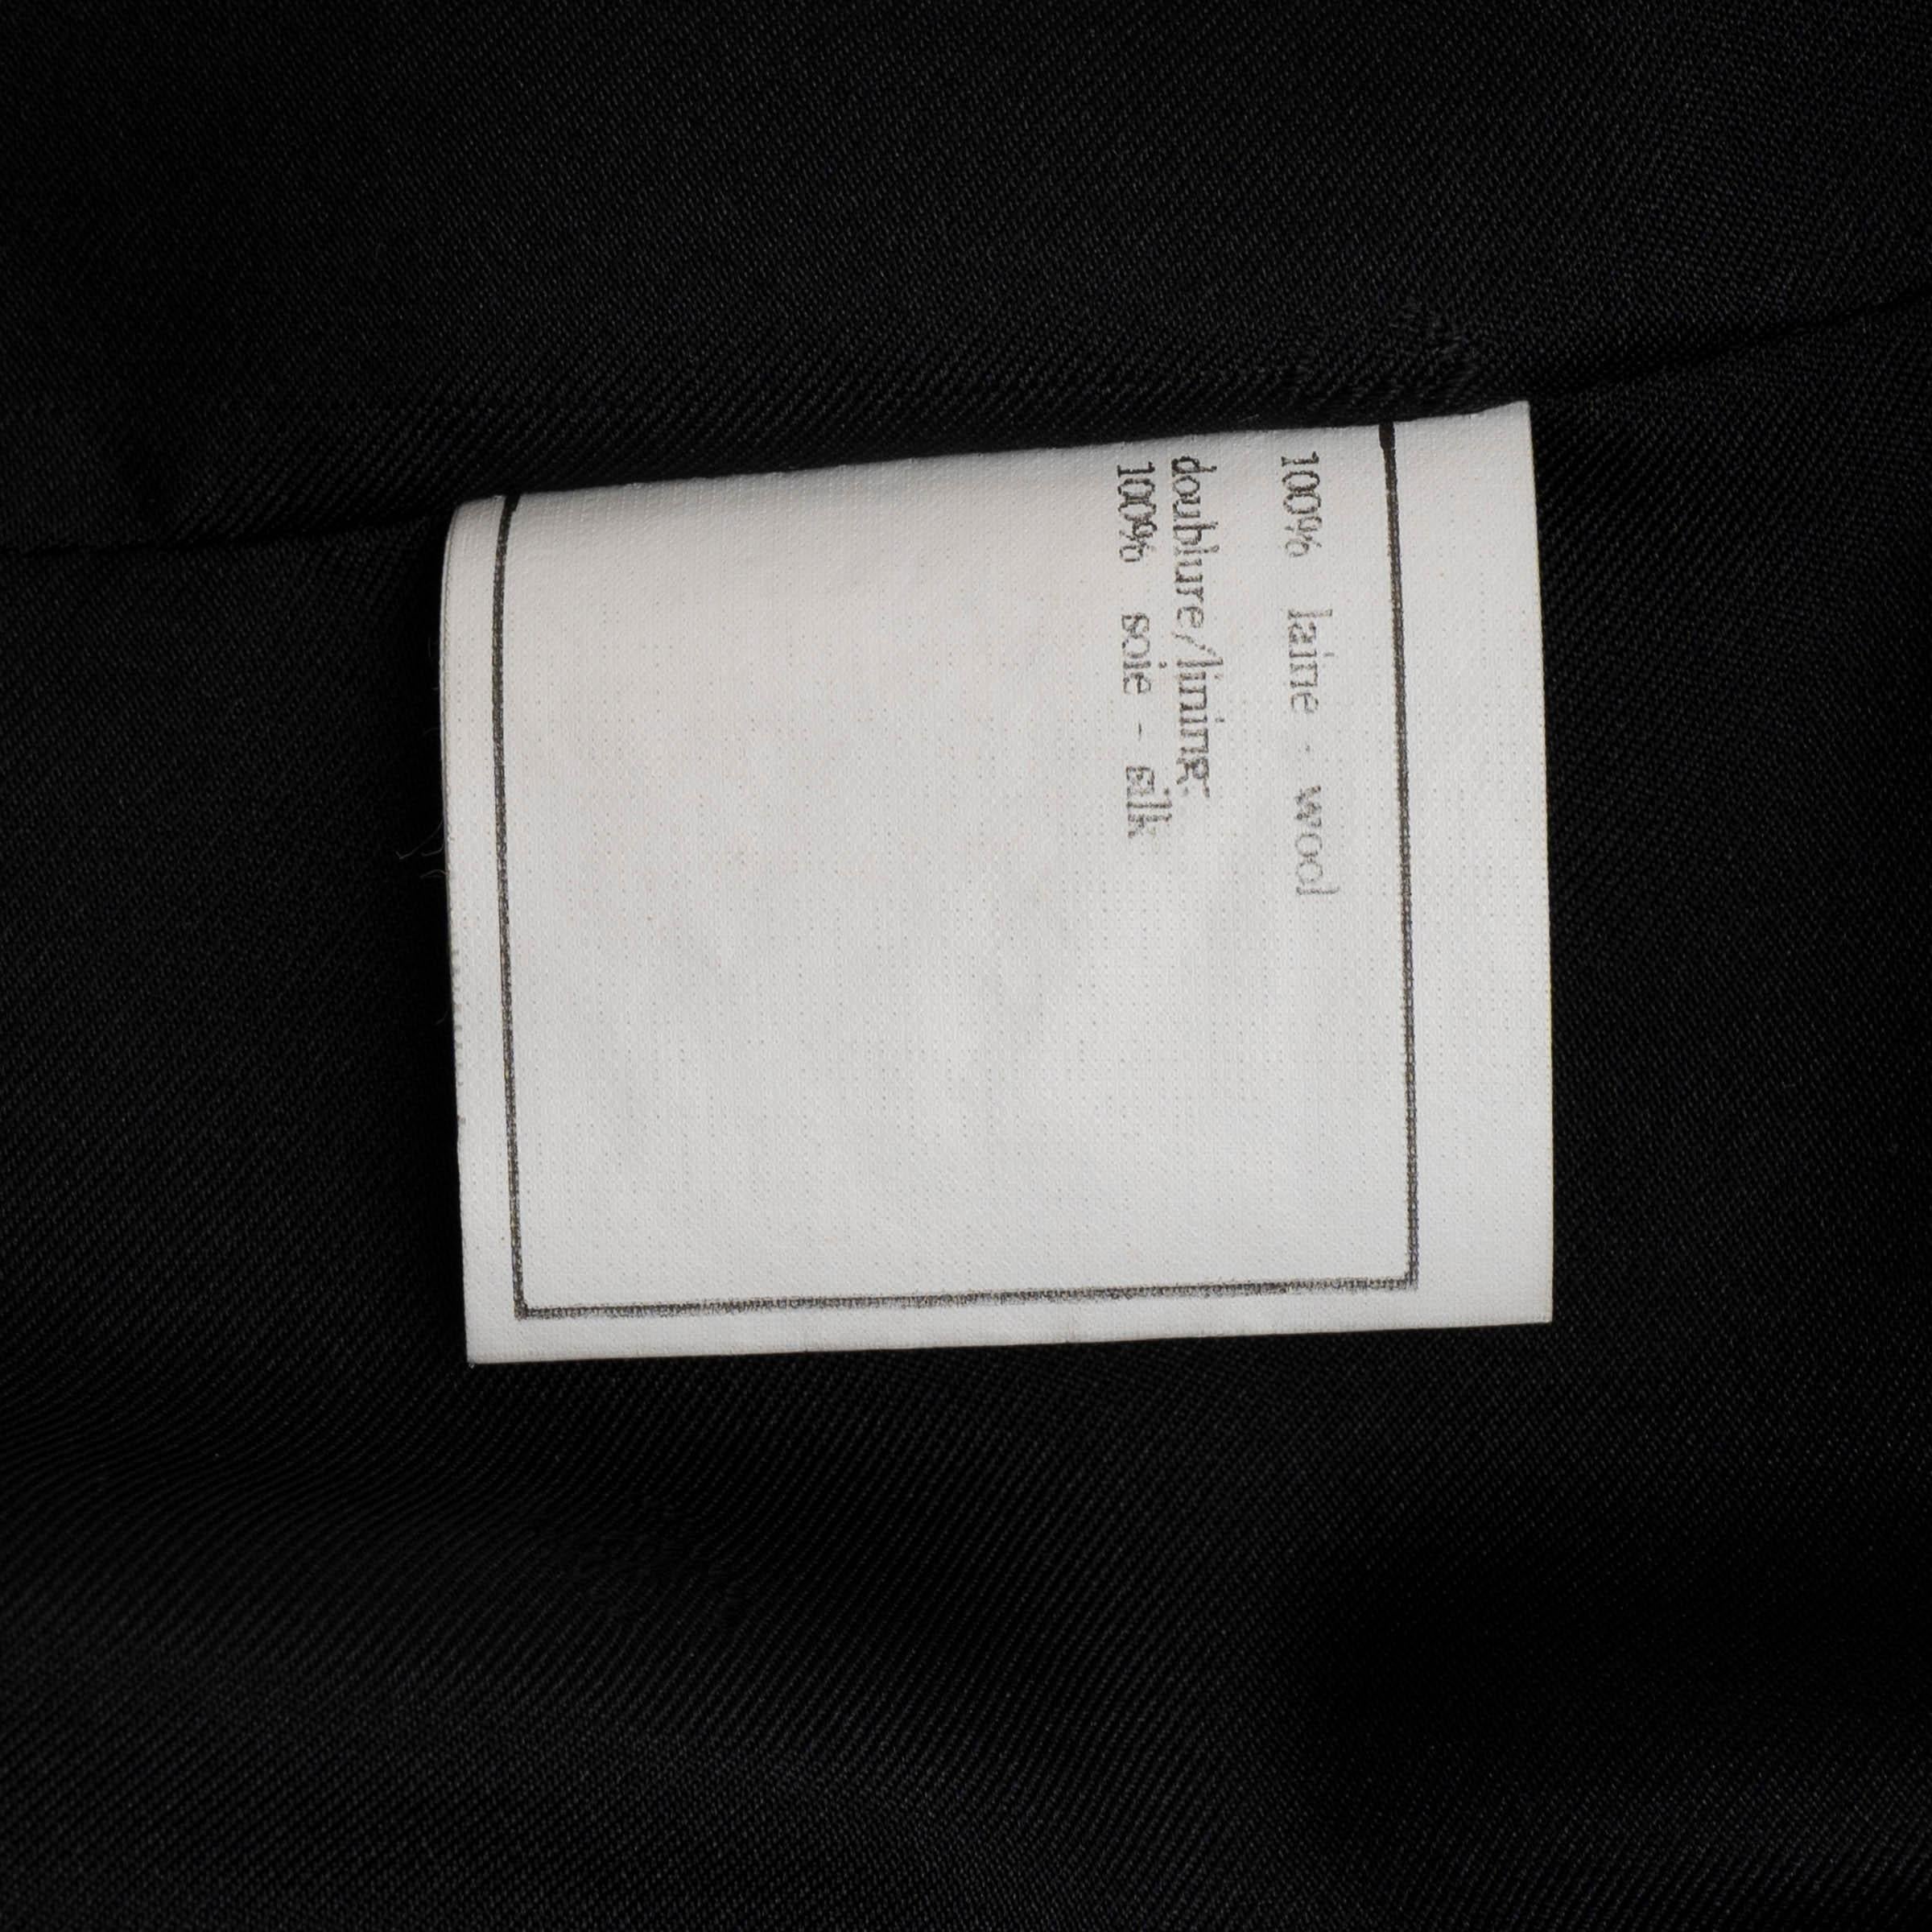 100% laine - wool
doublure/lining:
100% soie - silk